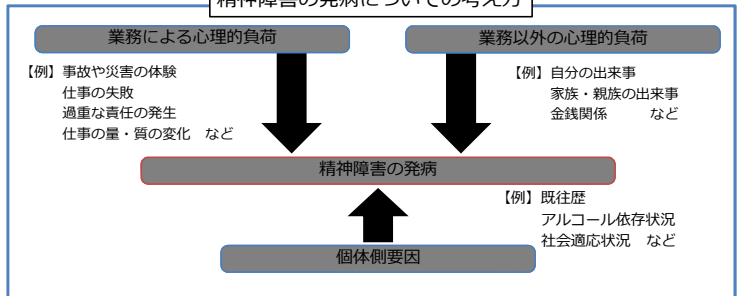 精神障害の発病についての考え方
業務による心理的負荷
業務以外の心理的負荷
【例】事故や災害の体験
仕事の失敗
過重な責任の発生
仕事の量・質の変化　など
【例】自分の出来事
家族・親族の出来事
金銭関係　　　など
精神障害の発病
【例】既往歴
アルコール依存状況
社会適応状況　など
個体側要因